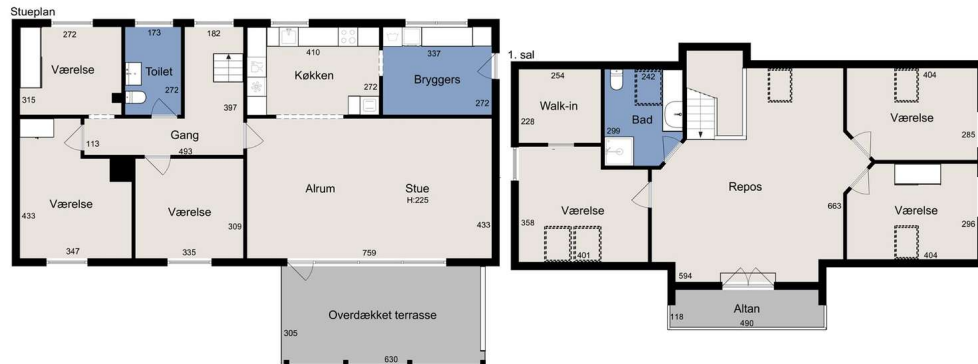 Stueplan
272
Værelse
315
173
Toilet
272
182
397
Gang
113
493
410
Køkken
272
337
Bryggers
272
Værelse
433
347
Værelse
309
335
Alrum
Stue
H:225
433
759
Overdækket terrasse
305
630
1. sal
254
Walk-in
228
242
Bad
299
404
Værelse
285
Repos
663
594
Værelse
358
401
Værelse
296
404
Altan
118
490